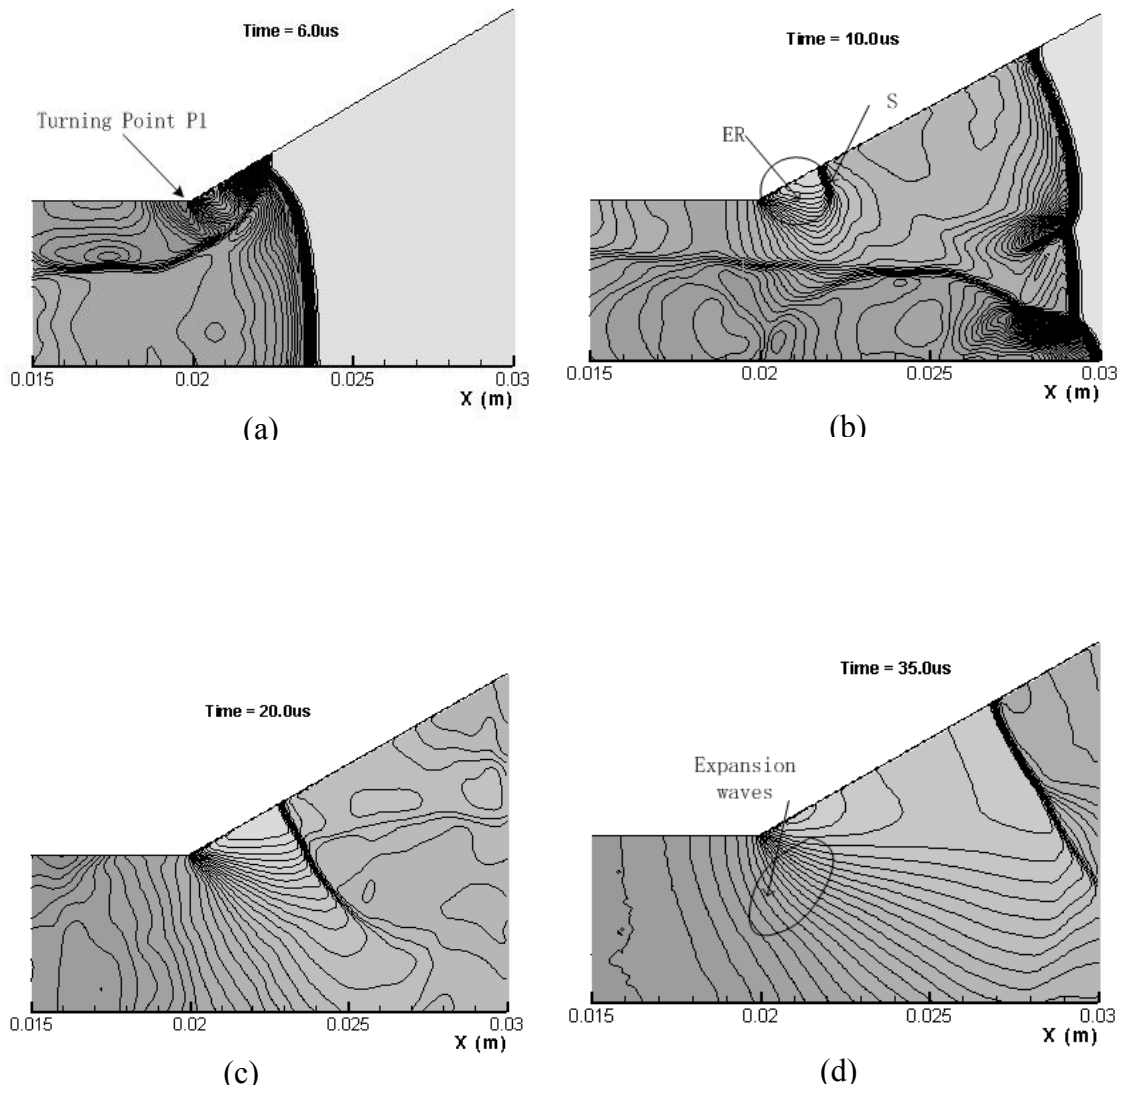 Time = 6.0us
Turning Point P1
0.015 0.02 0.025 0.03
X (m)
(a)
Time = 10.0us
S
ER
0.015 0.02 0.025 0.03
X (m)
(b)
Time = 20.0us
0.015 0.02 0.025 0.03
X (m)
(c)
Time = 35.0us
Expansion
waves
0.015 0.02 0.025 0.03
X (m)
(d)